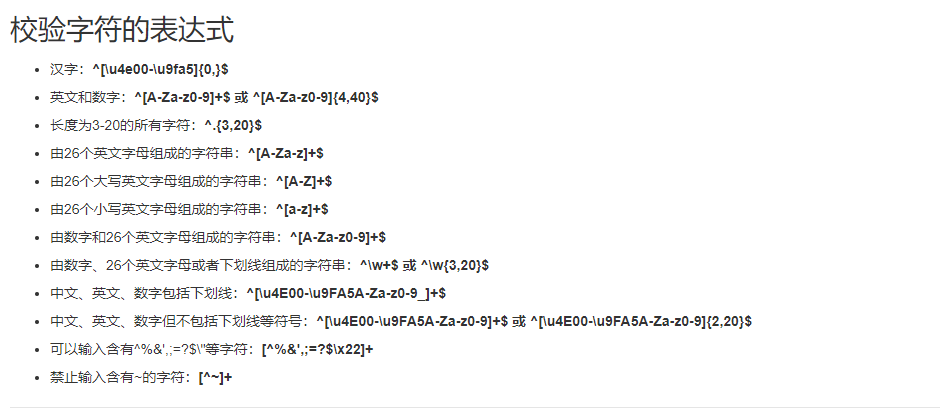 校验字符的表达式
汉字：^[\u4e00-\u9fa5]{0,}$
英文和数字：^[A-Za-z0-9]+$ 或 ^[A-Za-z0-9]{4,40}$
长度为3-20的所有字符：^.{3,20}$
由26个英文字母组成的字符串：^[A-Za-z]+$
由26个大写英文字母组成的字符串：^[A-Z]+$
由26个小写英文字母组成的字符串：^[a-z]+$
由数字和26个英文字母组成的字符串：^[A-Za-z0-9]+$
由数字、26个英文字母或者下划线组成的字符串：^\w+$ 或 ^\w{3,20}$
中文、英文、数字包括下划线：^[\u4E00-\u9FA5A-Za-z0-9_]+$
中文、英文、数字但不包括下划线等符号：^[\u4E00-\u9FA5A-Za-z0-9]+$ 或 ^[\u4E00-\u9FA5A-Za-z0-9]{2,20}$
可以输入含有^%&',;=?$\"等字符：[^%&',;=?$\x22]+
禁止输入含有~的字符：[^~]+